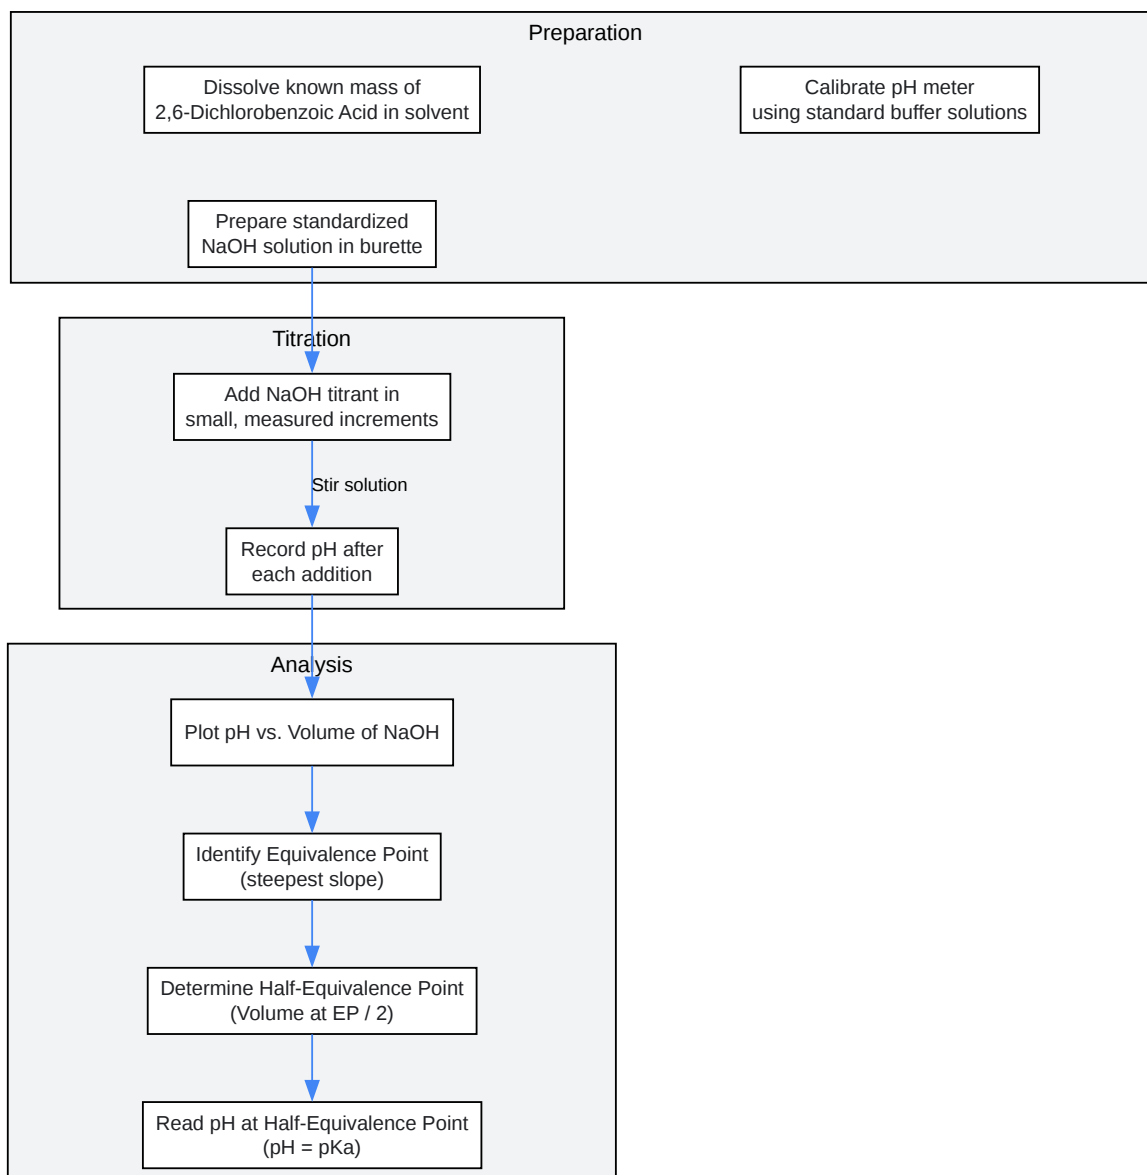 Preparation
Dissolve known mass of
2,6-Dichlorobenzoic Acid in solvent
Calibrate pH meter
using standard buffer solutions
Prepare standardized
NaOH solution in burette
Titration
Add NaOH titrant in
small, measured increments
Stir solution
Record pH after
each addition
Analysis
Plot pH vs. Volume of NaOH
Identify Equivalence Point
(steepest slope)
Determine Half-Equivalence Point
(Volume at EP / 2)
Read pH at Half-Equivalence Point
(pH = pKa)